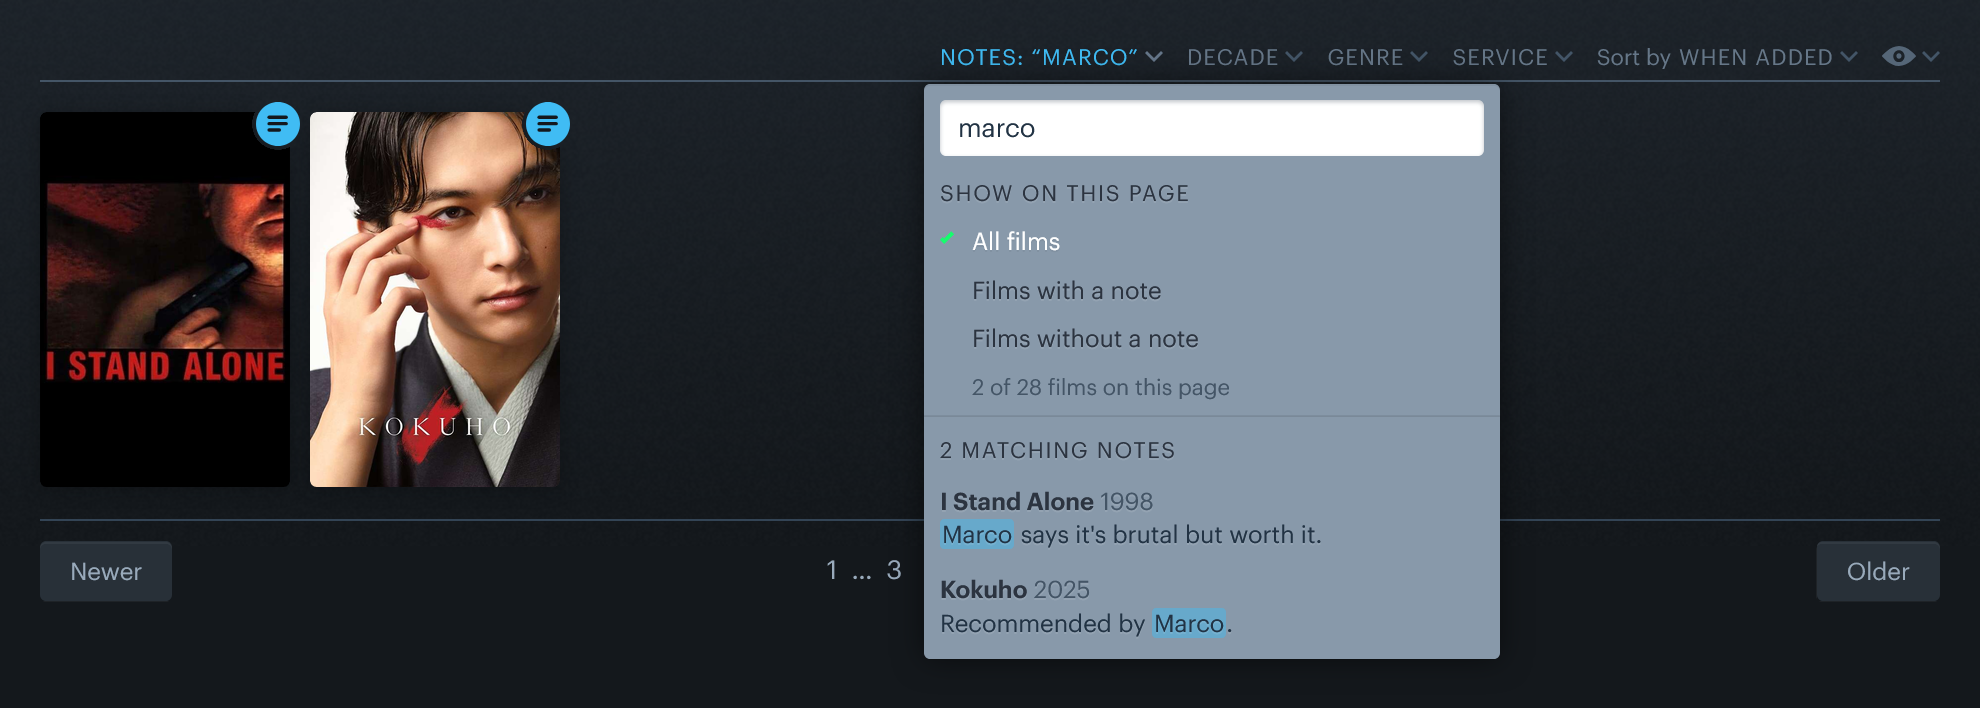 NOTES: “MARCO” DECADE GENRE SERVICE Sort by WHEN ADDED
marco
SHOW ON THIS PAGE
All films
Films with a note
Films without a note
2 of 28 films on this page
2 MATCHING NOTES
I Stand Alone 1998
Marco says it's brutal but worth it.
Kokuho 2025
Recommended by Marco.
I STAND ALONE
KOKUHO
Newer
1 … 3
Older